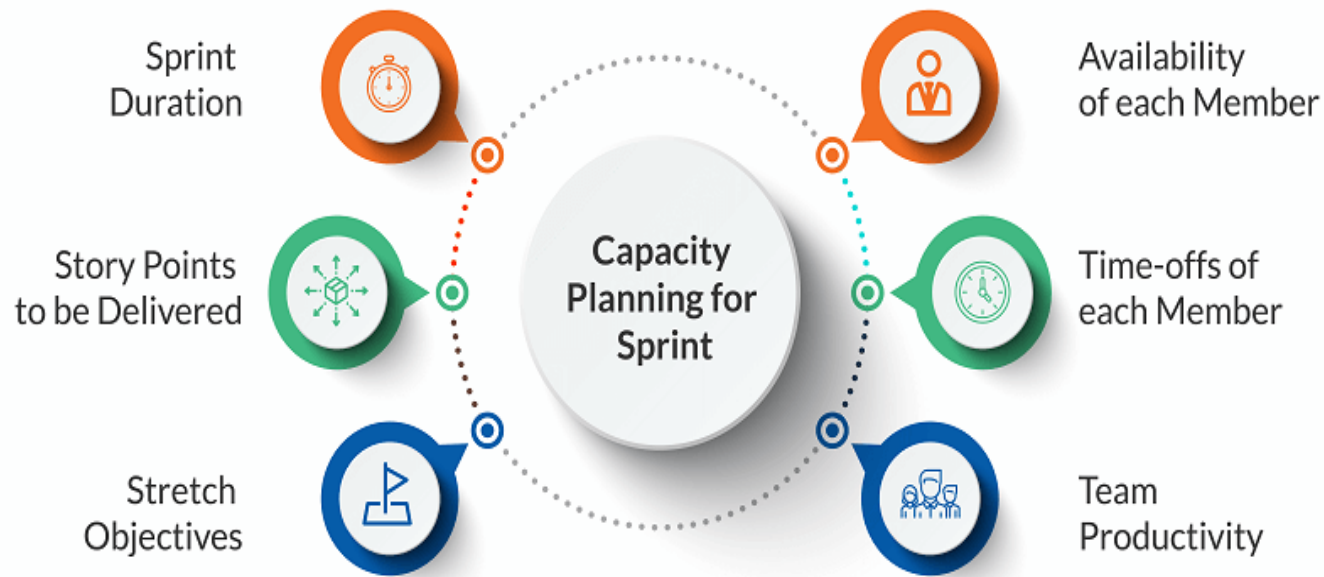 Sprint
Duration
Availability
of each Member
Story Points
to be Delivered
Capacity
Planning for
Sprint
Time-offs of
each Member
Stretch
Objectives
Team
Productivity